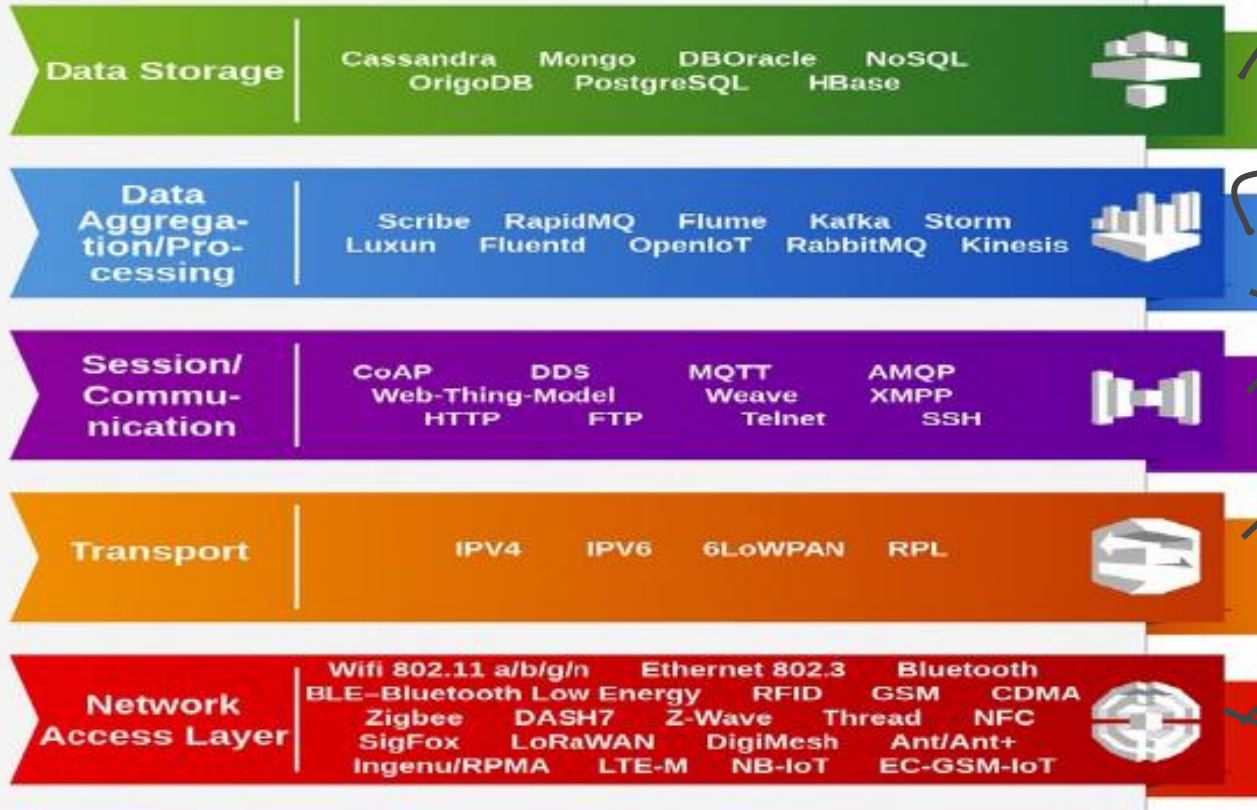 Data Storage
Cassandra Mongo DBOracle NoSQL
OrigoDB PostgreSQL HBase
Data
Aggrega-
tion/Pro-
cessing
Scribe RapidMQ Flume Kafka Storm
Luxun Fluentd OpenIoT RabbitMQ Kinesis
Session/
Commu-
nication
CoAP DDS MQTT AMQP
Web-Thing-Model Weave XMPP
HTTP FTP Telnet SSH
Transport
IPV4 IPV6 6LoWPAN RPL
Network
Access Layer
Wifi 802.11 a/b/g/n Ethernet 802.3 Bluetooth
BLE–Bluetooth Low Energy RFID GSM CDMA
Zigbee DASH7 Z-Wave Thread NFC
SigFox LoRaWAN DigiMesh Ant/Ant+
Ingenu/RPMA LTE-M NB-IoT EC-GSM-IoT